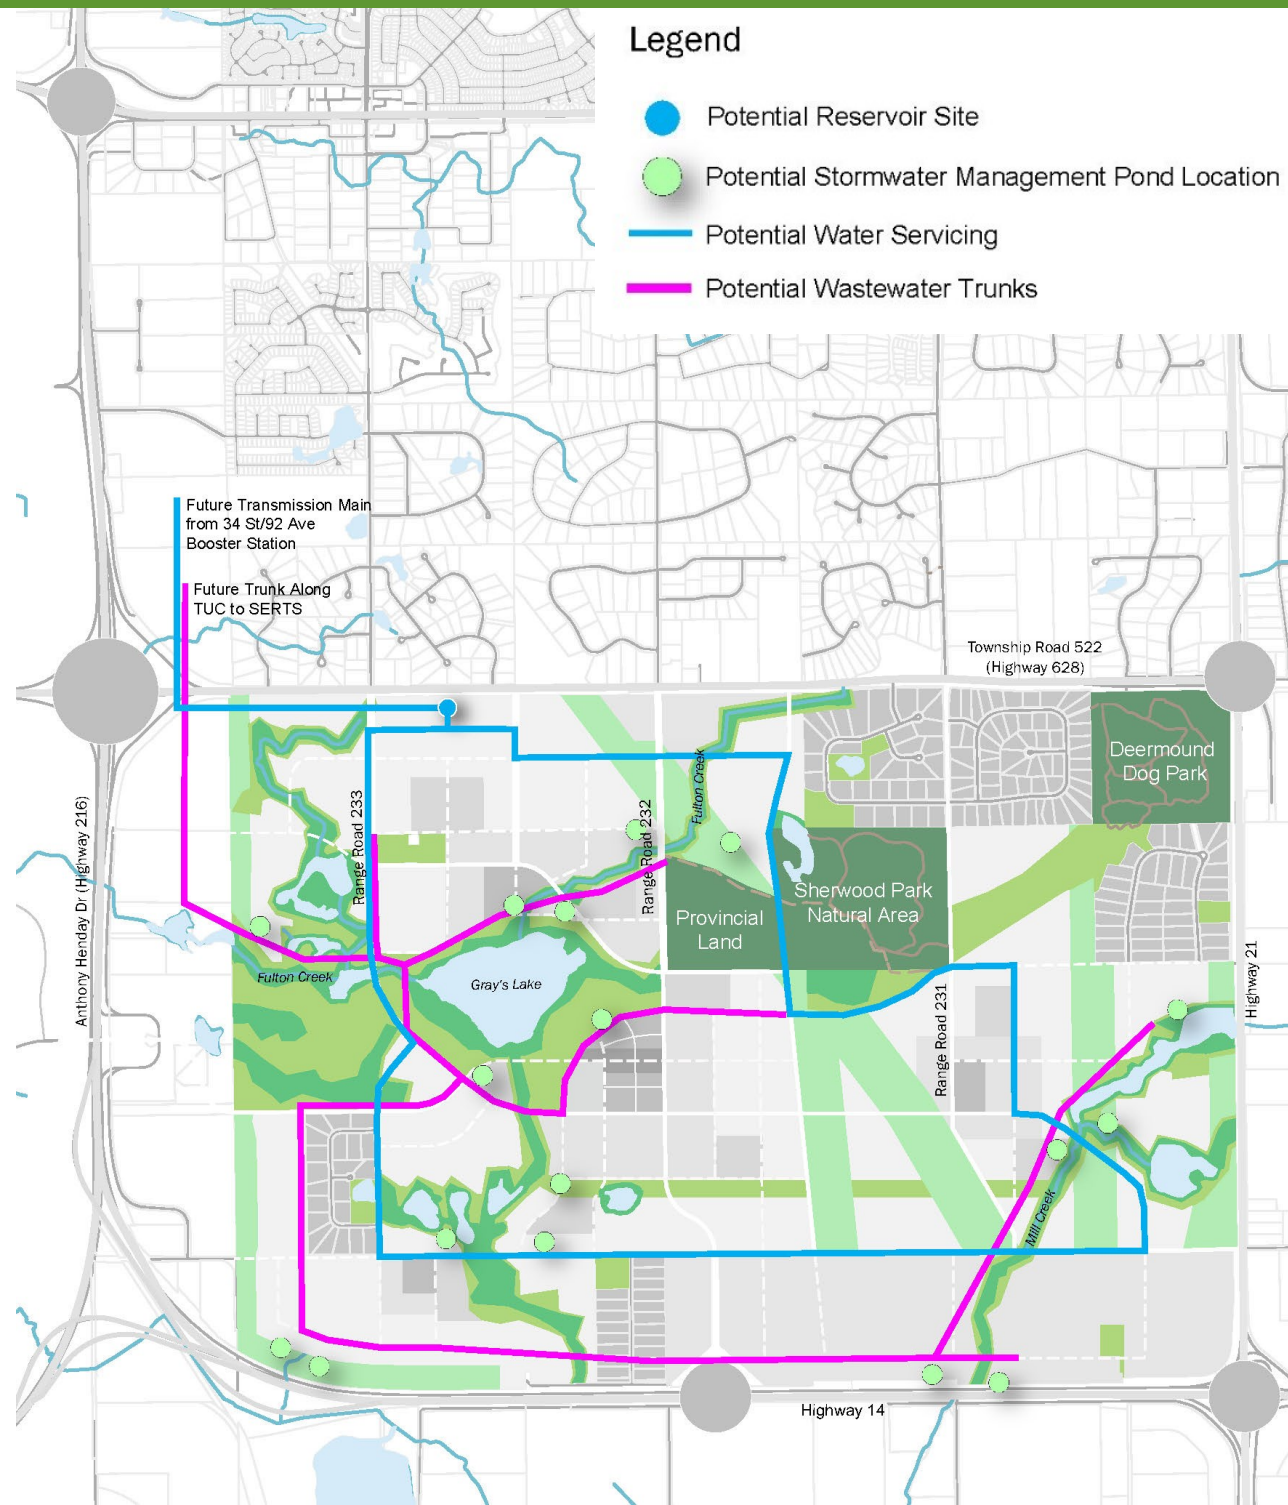 Legend
Potential Reservoir Site
Potential Stormwater Management Pond Location
Potential Water Servicing
Potential Wastewater Trunks
Future Transmission Main
from 34 St/92 Ave
Booster Station
Future Trunk Along
TUC to SERTS
Township Road 522
(Highway 628)
Deermound
Dog Park
Fulton Creek
Range Road 233
Range Road 232
Anthony Henday Dr (Highway 216)
Sherwood Park
Natural Area
Provincial
Land
Fulton Creek
Gray's Lake
Range Road 231
Highway 21
Mill Creek
Highway 14